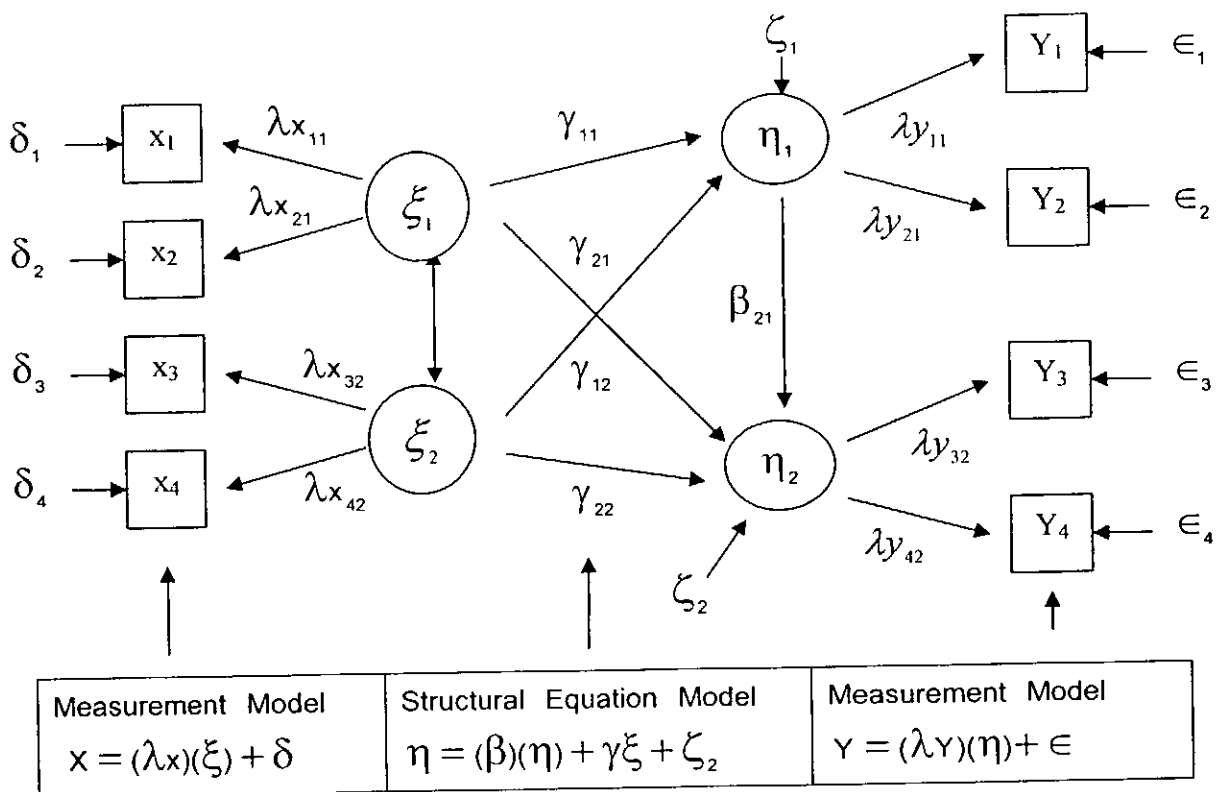 ζ₁
Y₁
∈₁
δ₁
x₁
λx₁₁
γ₁₁
η₁
λy₁₁
ξ₁
λx₂₁
Y₂
∈₂
λy₂₁
δ₂
x₂
γ₂₁
β₂₁
δ₃
x₃
λx₃₂
γ₁₂
Y₃
∈₃
ξ₂
η₂
λy₃₂
δ₄
x₄
λx₄₂
γ₂₂
λy₄₂
Y₄
∈₄
ζ₂
Measurement Model
x = (λx)(ξ) + δ
Structural Equation Model
η = (β)(η) + γξ + ζ₂
Measurement Model
Y = (λY)(η) + ∈